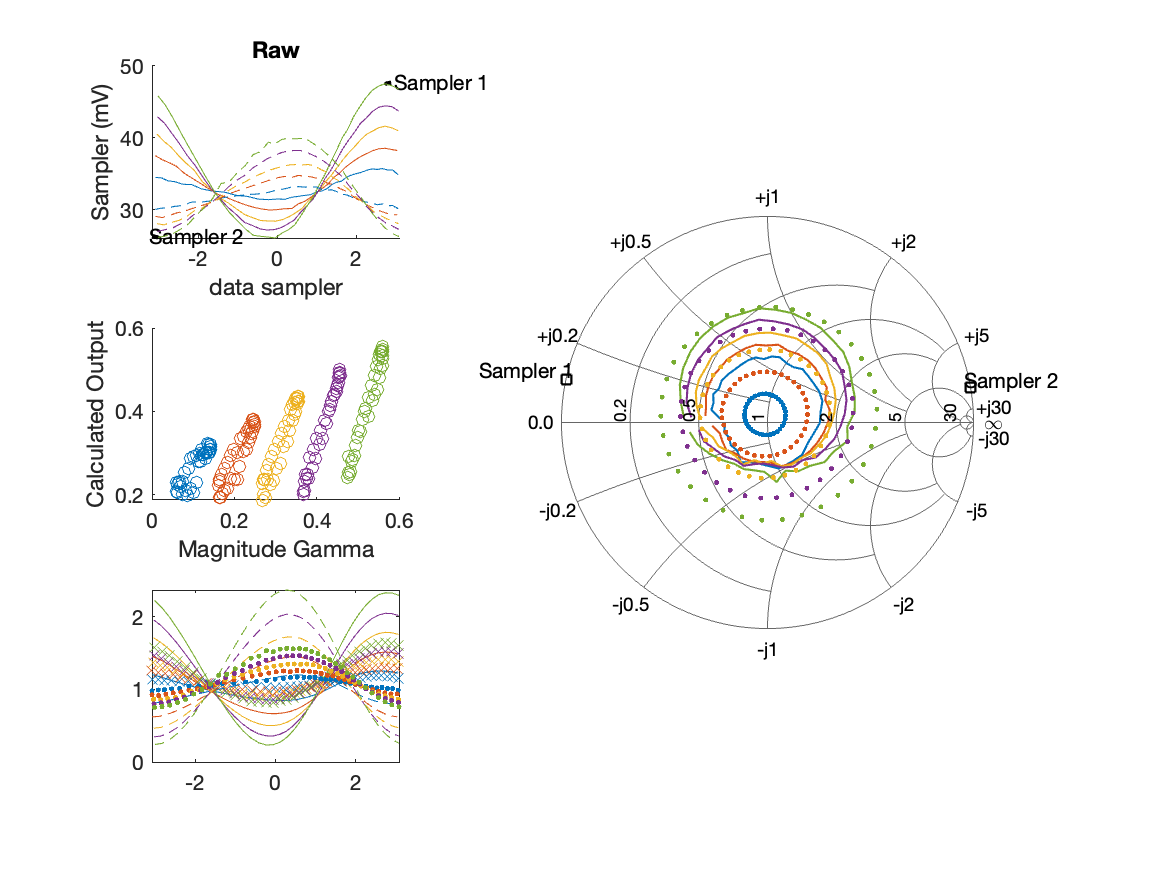 Raw
50
40
30
Sampler (mV)
Sampler 1
Sampler 2
-2 0 2
data sampler
0.6
0.4
0.2
Calculated Output
0 0.2 0.4 0.6
Magnitude Gamma
2
1
0
-2 0 2
+j1
+j0.5 +j2
+j0.2 +j5
Sampler 1 Sampler 2
+j30
0.0 0.2 0.5 1 2 5 30 ∞
-j30
-j0.2 -j5
-j0.5 -j2
-j1